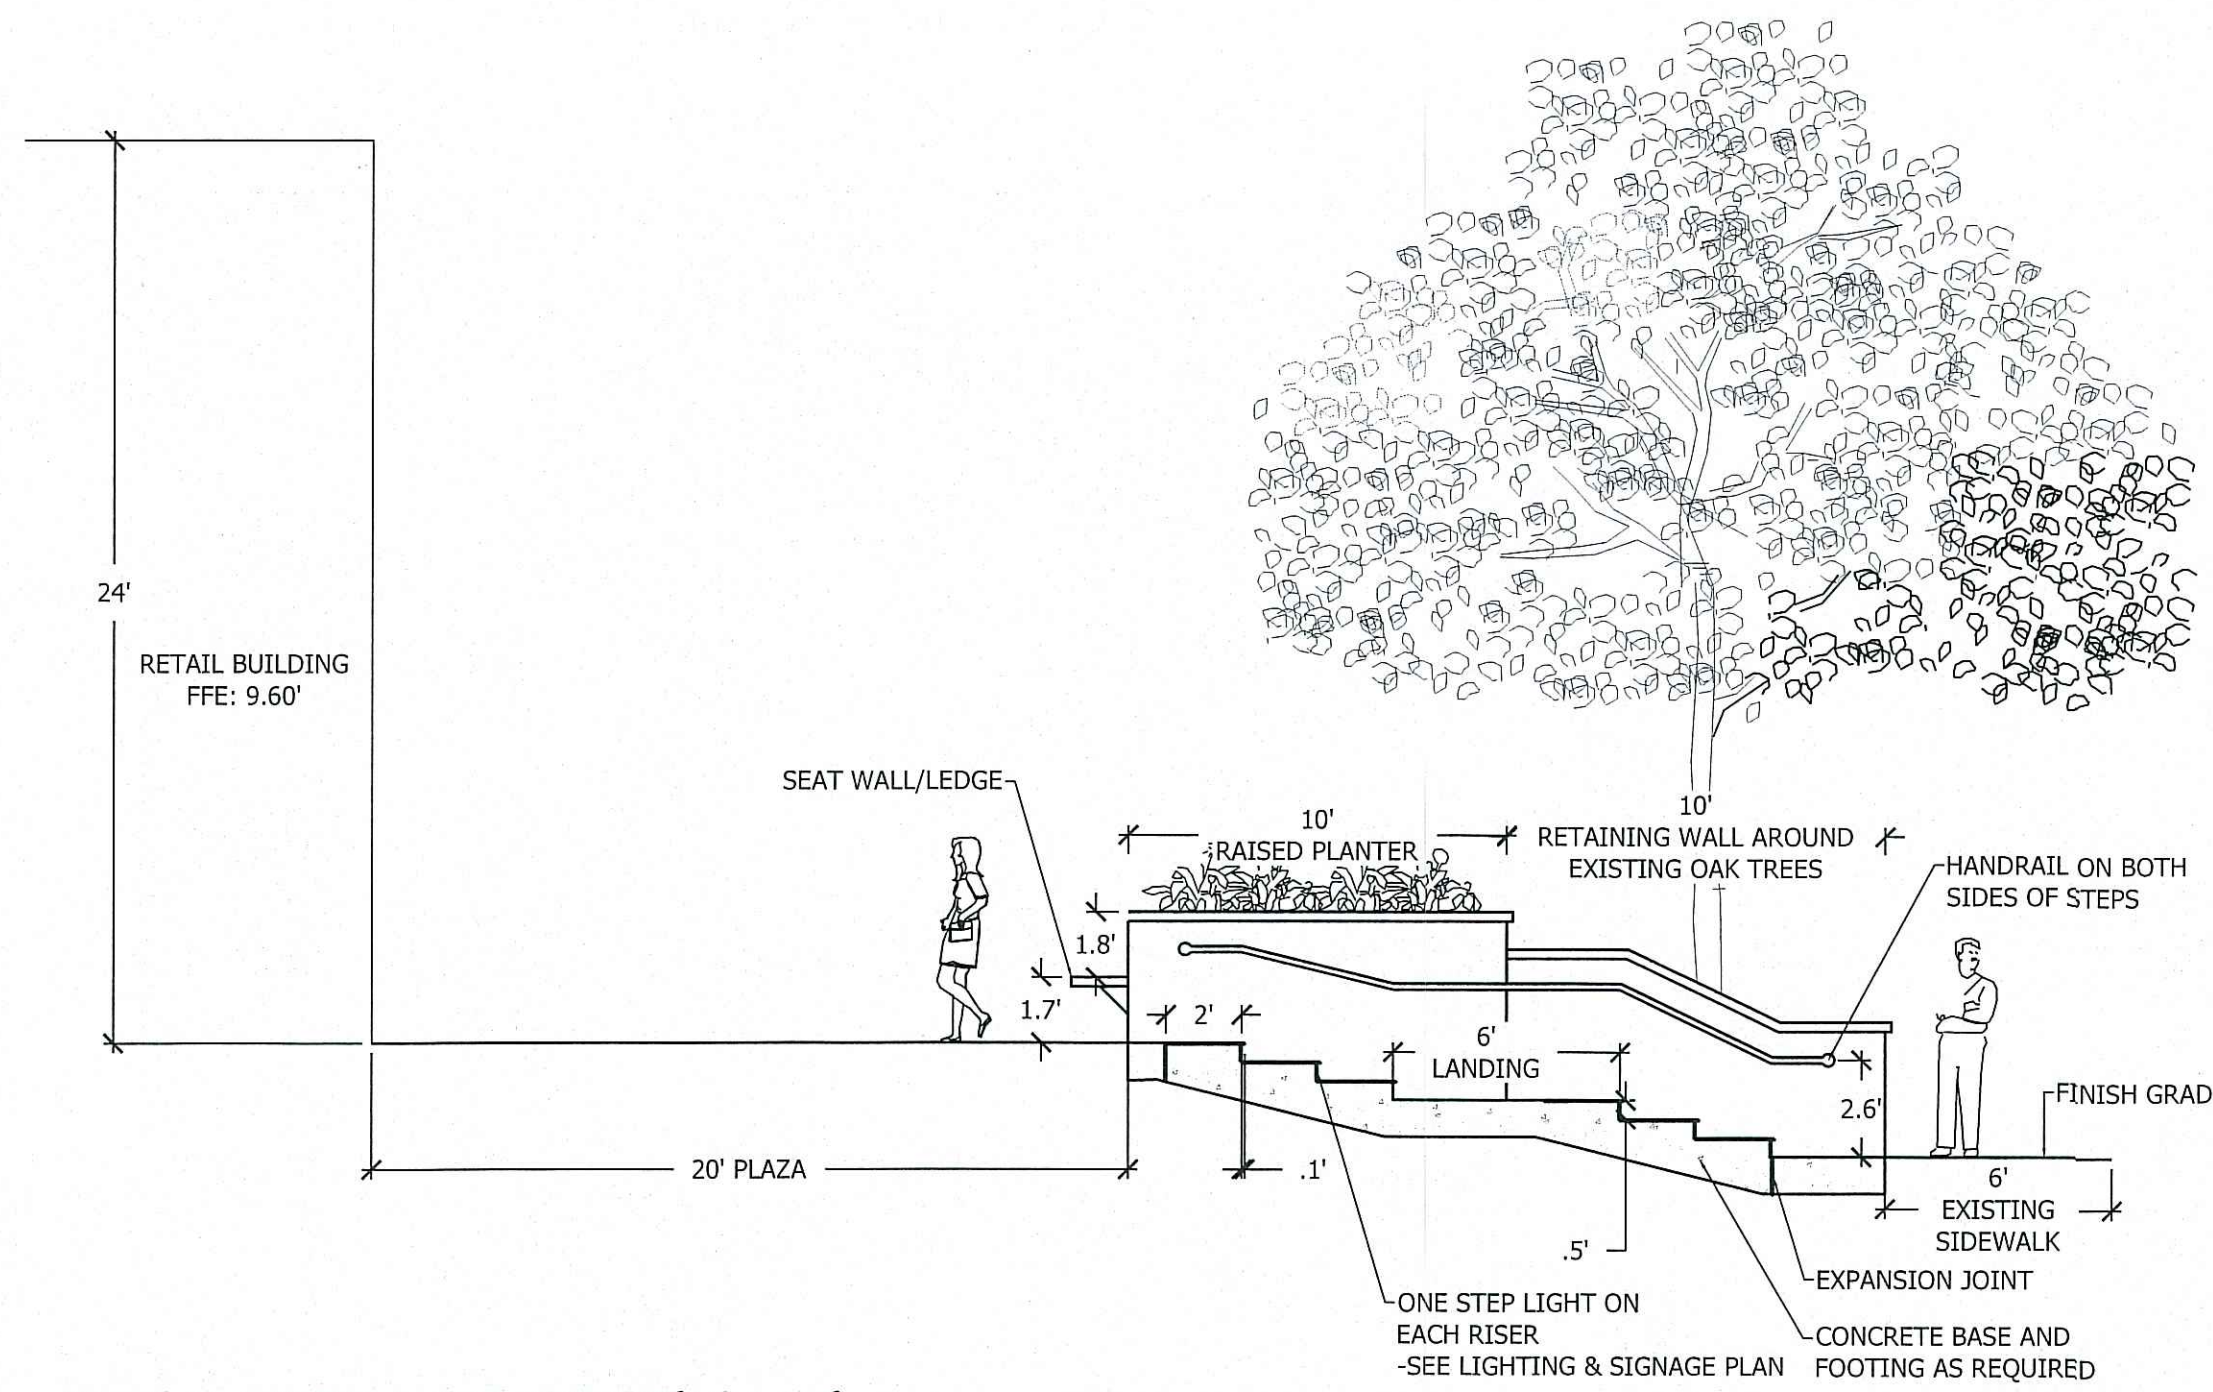 24'
RETAIL BUILDING
FFE: 9.60'
SEAT WALL/LEDGE
10'
RAISED PLANTER
10'
RETAINING WALL AROUND
EXISTING OAK TREES
HANDRAIL ON BOTH
SIDES OF STEPS
1.8'
1.7'
2'
6'
LANDING
2.6'
FINISH GRAD
20' PLAZA
.1'
.5'
6'
EXISTING
SIDEWALK
EXPANSION JOINT
ONE STEP LIGHT ON
EACH RISER
-SEE LIGHTING & SIGNAGE PLAN
CONCRETE BASE AND
FOOTING AS REQUIRED